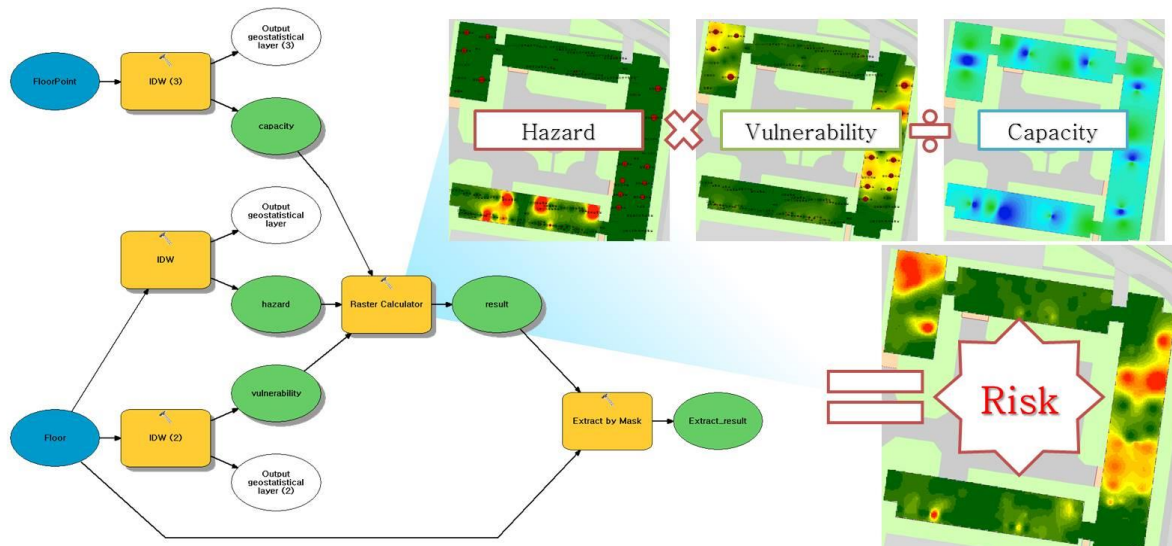 Output
geostatistical
layer (3)
FloorPoint
IDW (3)
capacity
Output
geostatistical
layer
IDW
hazard
Raster Calculator
result
vulnerability
Floor
IDW (2)
Output
geostatistical
layer (2)
Extract by Mask
Extract_result
Hazard
Vulnerability
Capacity
Risk